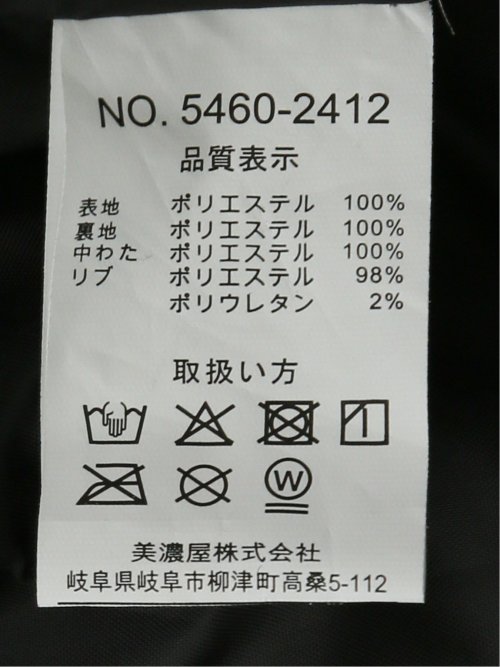 NO. 5460-2412
品質表示
表地 ポリエステル 100%
裏地 ポリエステル 100%
中わた ポリエステル 100%
リブ ポリエステル 98%
ポリウレタン 2%
取扱い方
W
美濃屋株式会社
岐阜県岐阜市柳津町高桑5-112